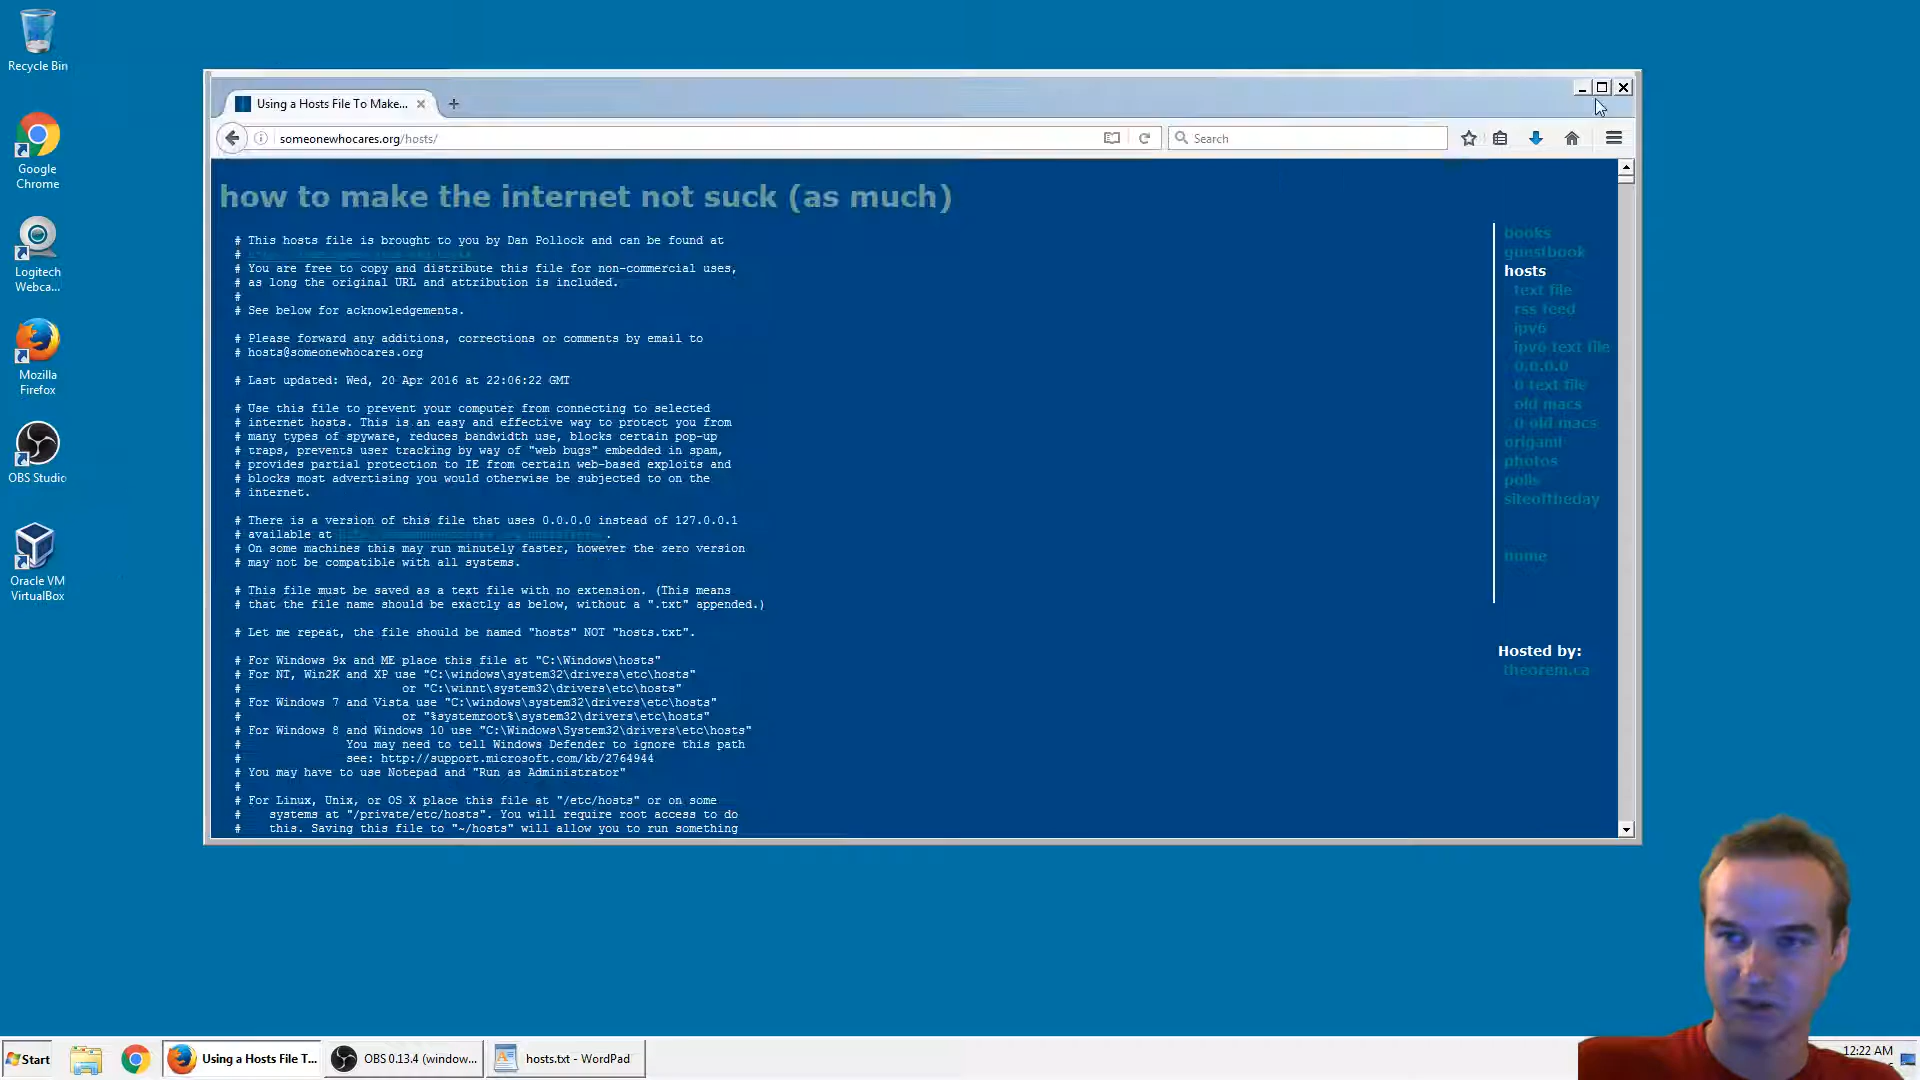 Recycle Bin
Google
Chrome
Logitech
Webca...
Mozilla
Firefox
OBS Studio
Oracle VM
VirtualBox
Using a Hosts File To Make...
someonewhocares.org/hosts/
Search
how to make the internet not suck (as much)
# This hosts file is brought to you by Dan Pollock and can be found at
#
# You are free to copy and distribute this file for non-commercial uses,
# as long the original URL and attribution is included.
#
# See below for acknowledgements.
# Please forward any additions, corrections or comments by email to
# hosts@someonewhocares.org
# Last updated: Wed, 20 Apr 2016 at 22:06:22 GMT
# Use this file to prevent your computer from connecting to selected
# internet hosts. This is an easy and effective way to protect you from
# many types of spyware, reduces bandwidth use, blocks certain pop-up
# traps, prevents user tracking by way of "web bugs" embedded in spam,
# provides partial protection to IE from certain web-based exploits and
# blocks most advertising you would otherwise be subjected to on the
# internet.
# There is a version of this file that uses 0.0.0.0 instead of 127.0.0.1
# available at .
# On some machines this may run minutely faster, however the zero version
# may not be compatible with all systems.
# This file must be saved as a text file with no extension. (This means
# that the file name should be exactly as below, without a ".txt" appended.)
# Let me repeat, the file should be named "hosts" NOT "hosts.txt".
# For Windows 9x and ME place this file at "C:\Windows\hosts"
# For NT, Win2K and XP use "C:\windows\system32\drivers\etc\hosts"
# or "C:\winnt\system32\drivers\etc\hosts"
# For Windows 7 and Vista use "C:\windows\system32\drivers\etc\hosts"
# or "%systemroot%\system32\drivers\etc\hosts"
# For Windows 8 and Windows 10 use "C:\Windows\System32\drivers\etc\hosts"
# You may need to tell Windows Defender to ignore this path
# see: http://support.microsoft.com/kb/2764944
# You may have to use Notepad and "Run as Administrator"
#
# For Linux, Unix, or OS X place this file at "/etc/hosts" or on some
# systems at "/private/etc/hosts". You will require root access to do
# this. Saving this file to "~/hosts" will allow you to run something
books
guestbook
hosts
text file
rss feed
ipv6
ipv6 text file
0.0.0.0
0 text file
old macs
0 old macs
origami
photos
polls
siteoftheday
home
Hosted by:
theorem.ca
Start
Using a Hosts File T...
OBS 0.13.4 (window...
hosts.txt - WordPad
12:22 AM